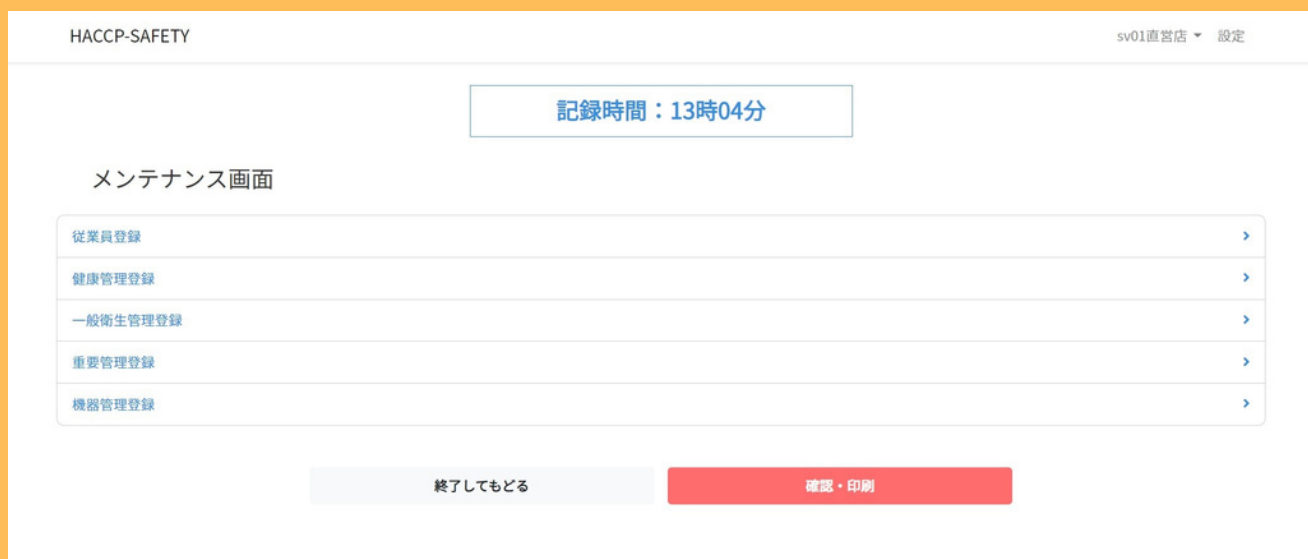 HACCP-SAFETY
sv01直営店 設定
記録時間：13時04分
メンテナンス画面
従業員登録
健康管理登録
一般衛生管理登録
重要管理登録
機器管理登録
終了してもどる 確認・印刷